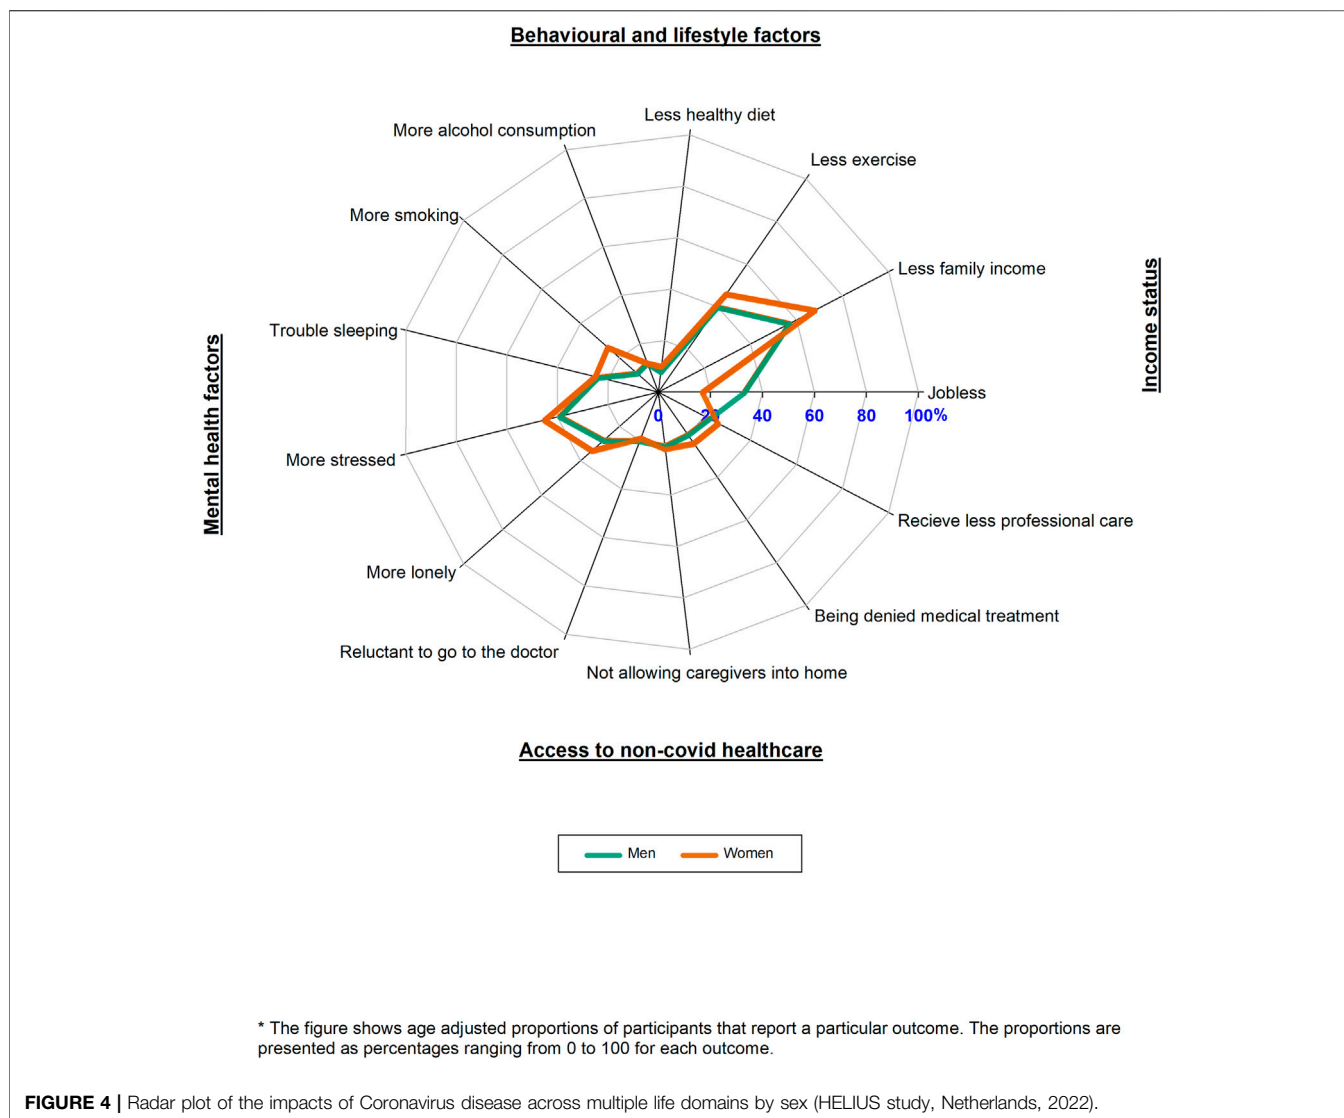 Behavioural and lifestyle factors
Less healthy diet
More alcohol consumption
Less exercise
More smoking
Less family income
Income status
Trouble sleeping
Mental health factors
Jobless
0 20 40 60 80 100%
More stressed
Recieve less professional care
More lonely
Being denied medical treatment
Reluctant to go to the doctor
Not allowing caregivers into home
Access to non-covid healthcare
Men Women
* The figure shows age adjusted proportions of participants that report a particular outcome. The proportions are
presented as percentages ranging from 0 to 100 for each outcome.
FIGURE 4 | Radar plot of the impacts of Coronavirus disease across multiple life domains by sex (HELIUS study, Netherlands, 2022).